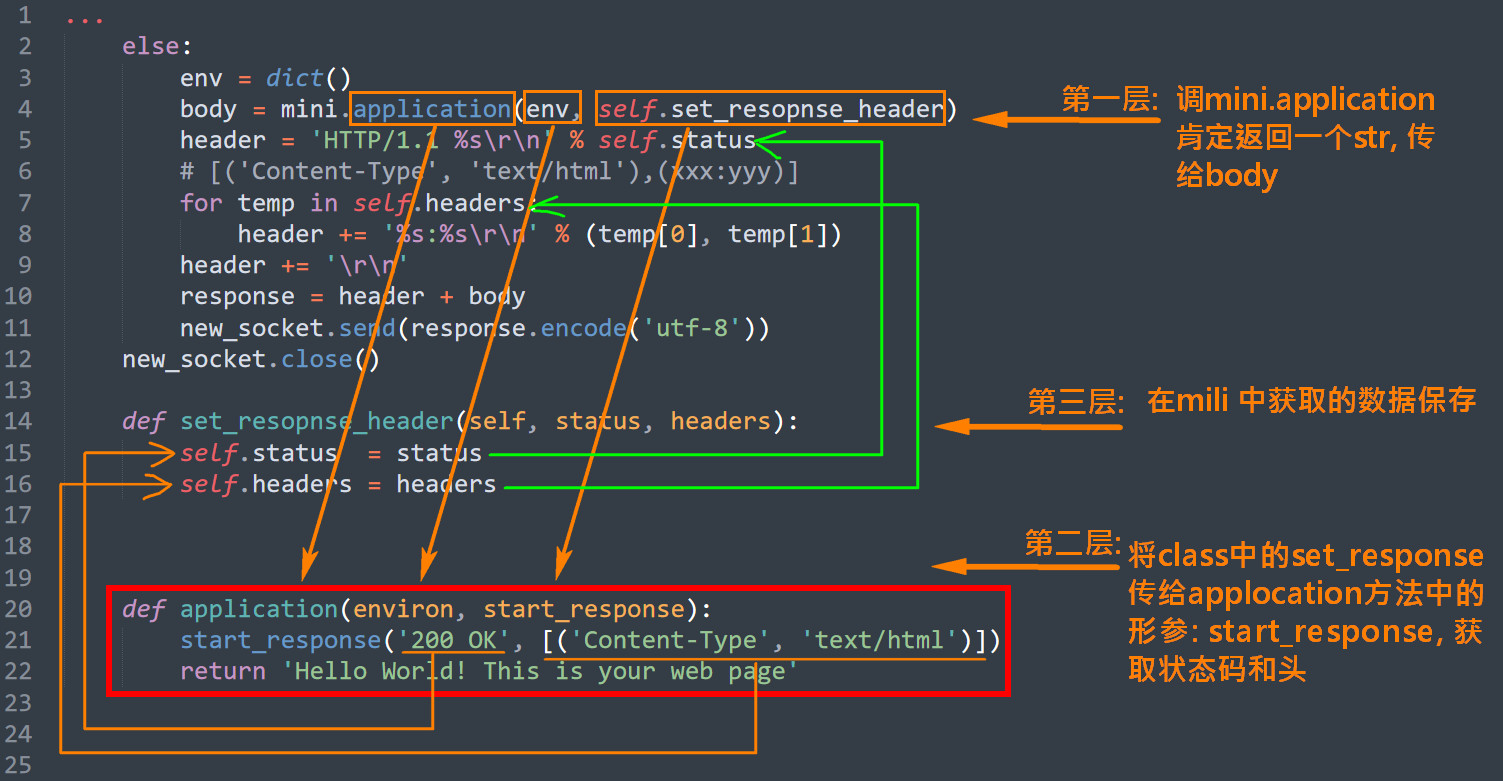 1 ...
2 else:
3 env = dict()
4 body = mini.application(env, self.set_resopnse_header)
5 header = 'HTTP/1.1 %s\r\n' % self.status
6 # [('Content-Type', 'text/html'),(xxx:yyy)]
7 for temp in self.headers:
8 header += '%s:%s\r\n' % (temp[0], temp[1])
9 header += '\r\n'
10 response = header + body
11 new_socket.send(response.encode('utf-8'))
12 new_socket.close()
13
14 def set_resopnse_header(self, status, headers):
15 self.status = status
16 self.headers = headers
17
18
19
20 def application(environ, start_response):
21 start_response('200 OK', [('Content-Type', 'text/html')])
22 return 'Hello World! This is your web page'
23
24
25
第一层: 调mini.application
肯定返回一个str, 传
给body
第三层: 在mili 中获取的数据保存
第二层: 将class中的set_response
传给applocation方法中的
形参: start_response, 获
取状态码和头